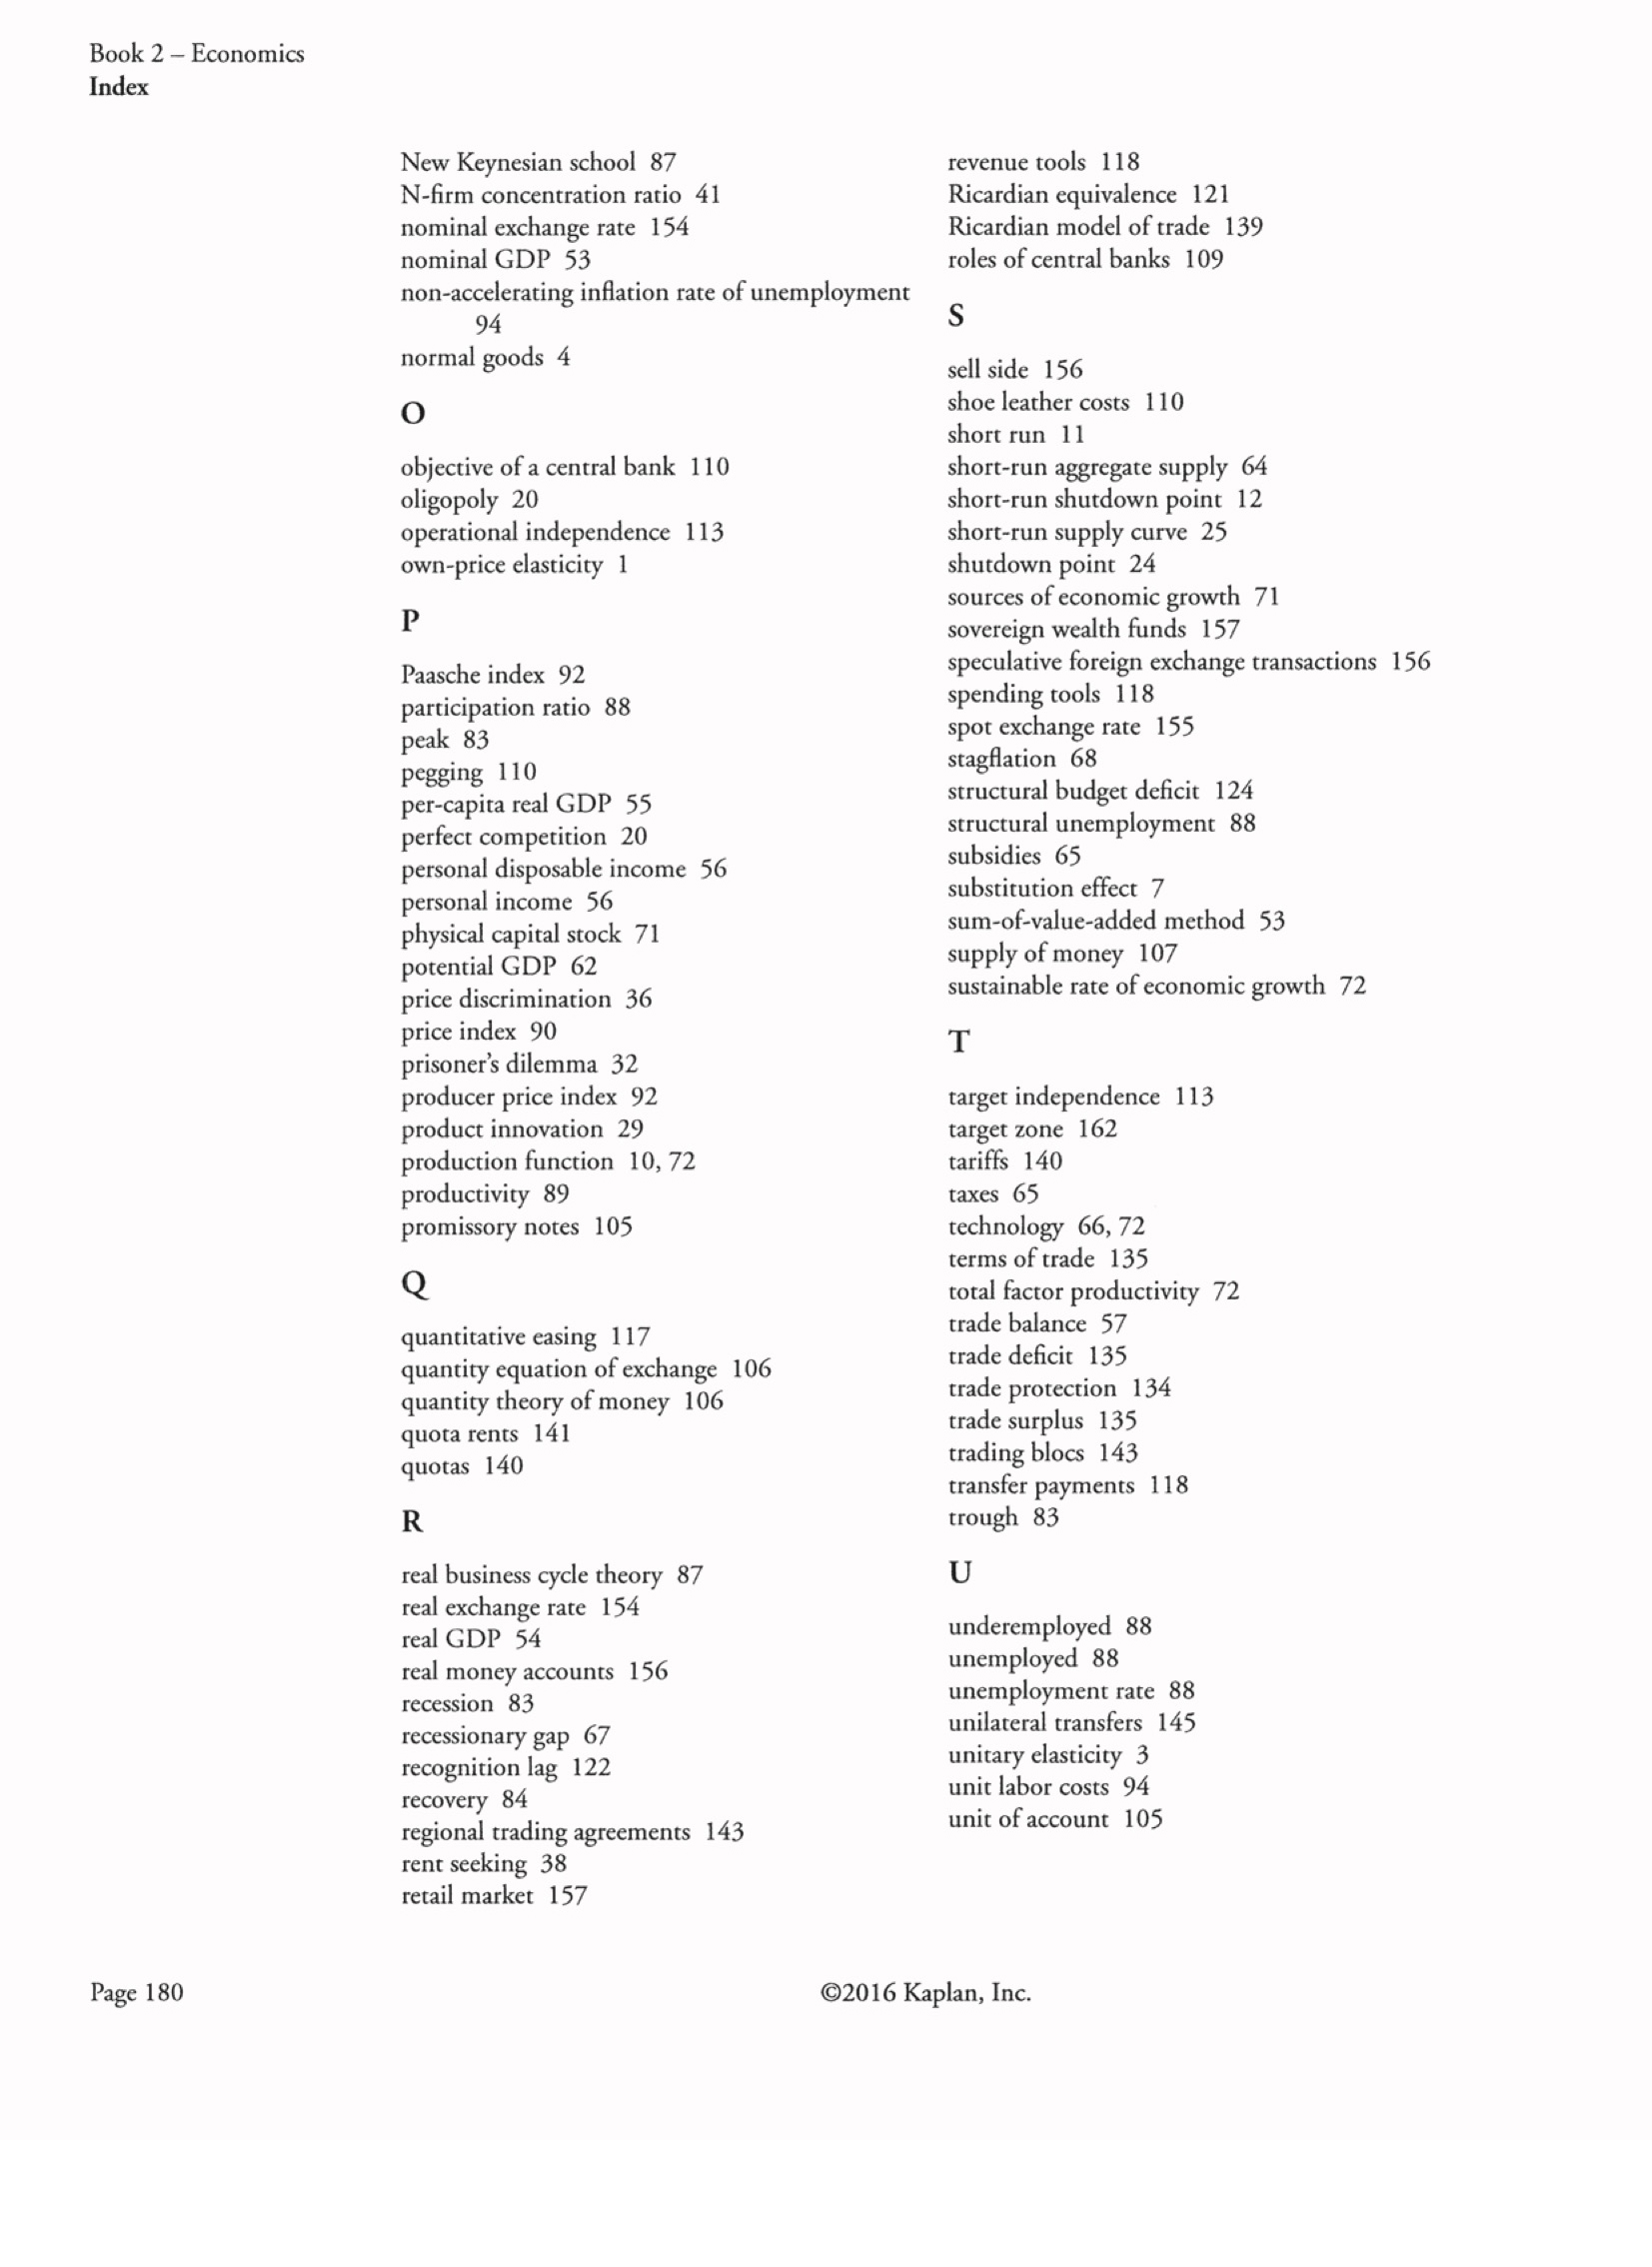 Book 2 – Economics
Index
New Keynesian school 87
N-firm concentration ratio 41
nominal exchange rate 154
nominal GDP 53
non-accelerating inflation rate of unemployment
94
normal goods 4
O
objective of a central bank 110
oligopoly 20
operational independence 113
own-price elasticity 1
P
Paasche index 92
participation ratio 88
peak 83
pegging 110
per-capita real GDP 55
perfect competition 20
personal disposable income 56
personal income 56
physical capital stock 71
potential GDP 62
price discrimination 36
price index 90
prisoner's dilemma 32
producer price index 92
product innovation 29
production function 10, 72
productivity 89
promissory notes 105
Q
quantitative easing 117
quantity equation of exchange 106
quantity theory of money 106
quota rents 141
quotas 140
R
real business cycle theory 87
real exchange rate 154
real GDP 54
real money accounts 156
recession 83
recessionary gap 67
recognition lag 122
recovery 84
regional trading agreements 143
rent seeking 38
retail market 157
revenue tools 118
Ricardian equivalence 121
Ricardian model of trade 139
roles of central banks 109
S
sell side 156
shoe leather costs 110
short run 11
short-run aggregate supply 64
short-run shutdown point 12
short-run supply curve 25
shutdown point 24
sources of economic growth 71
sovereign wealth funds 157
speculative foreign exchange transactions 156
spending tools 118
spot exchange rate 155
stagflation 68
structural budget deficit 124
structural unemployment 88
subsidies 65
substitution effect 7
sum-of-value-added method 53
supply of money 107
sustainable rate of economic growth 72
T
target independence 113
target zone 162
tariffs 140
taxes 65
technology 66, 72
terms of trade 135
total factor productivity 72
trade balance 57
trade deficit 135
trade protection 134
trade surplus 135
trading blocs 143
transfer payments 118
trough 83
U
underemployed 88
unemployed 88
unemployment rate 88
unilateral transfers 145
unitary elasticity 3
unit labor costs 94
unit of account 105
Page 180
©2016 Kaplan, Inc.